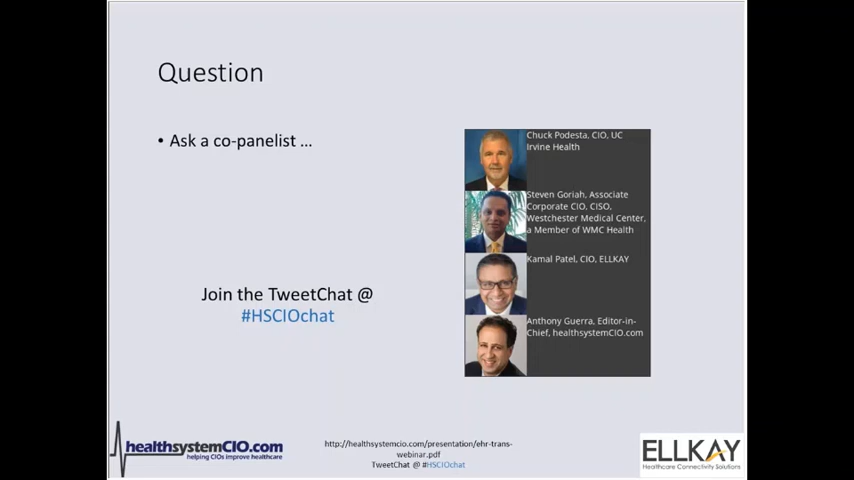 Question
• Ask a co-panelist ...
Chuck Podesta, CIO, UC
Irvine Health
Steven Goriah, Associate
Corporate CIO, CISO,
Westchester Medical Center,
a Member of WMC Health
Kamal Patel, CIO, ELLKAY
Anthony Guerra, Editor-in-
Chief, healthsystemCIO.com
Join the TweetChat @
#HSCIOchat
healthsystemCIO.com
helping CIOs improve healthcare
http://healthsystemcio.com/presentation/ehr-trans-
webinar.pdf
TweetChat @ #HSCIOchat
ELLKAY
Healthcare Connectivity Solutions